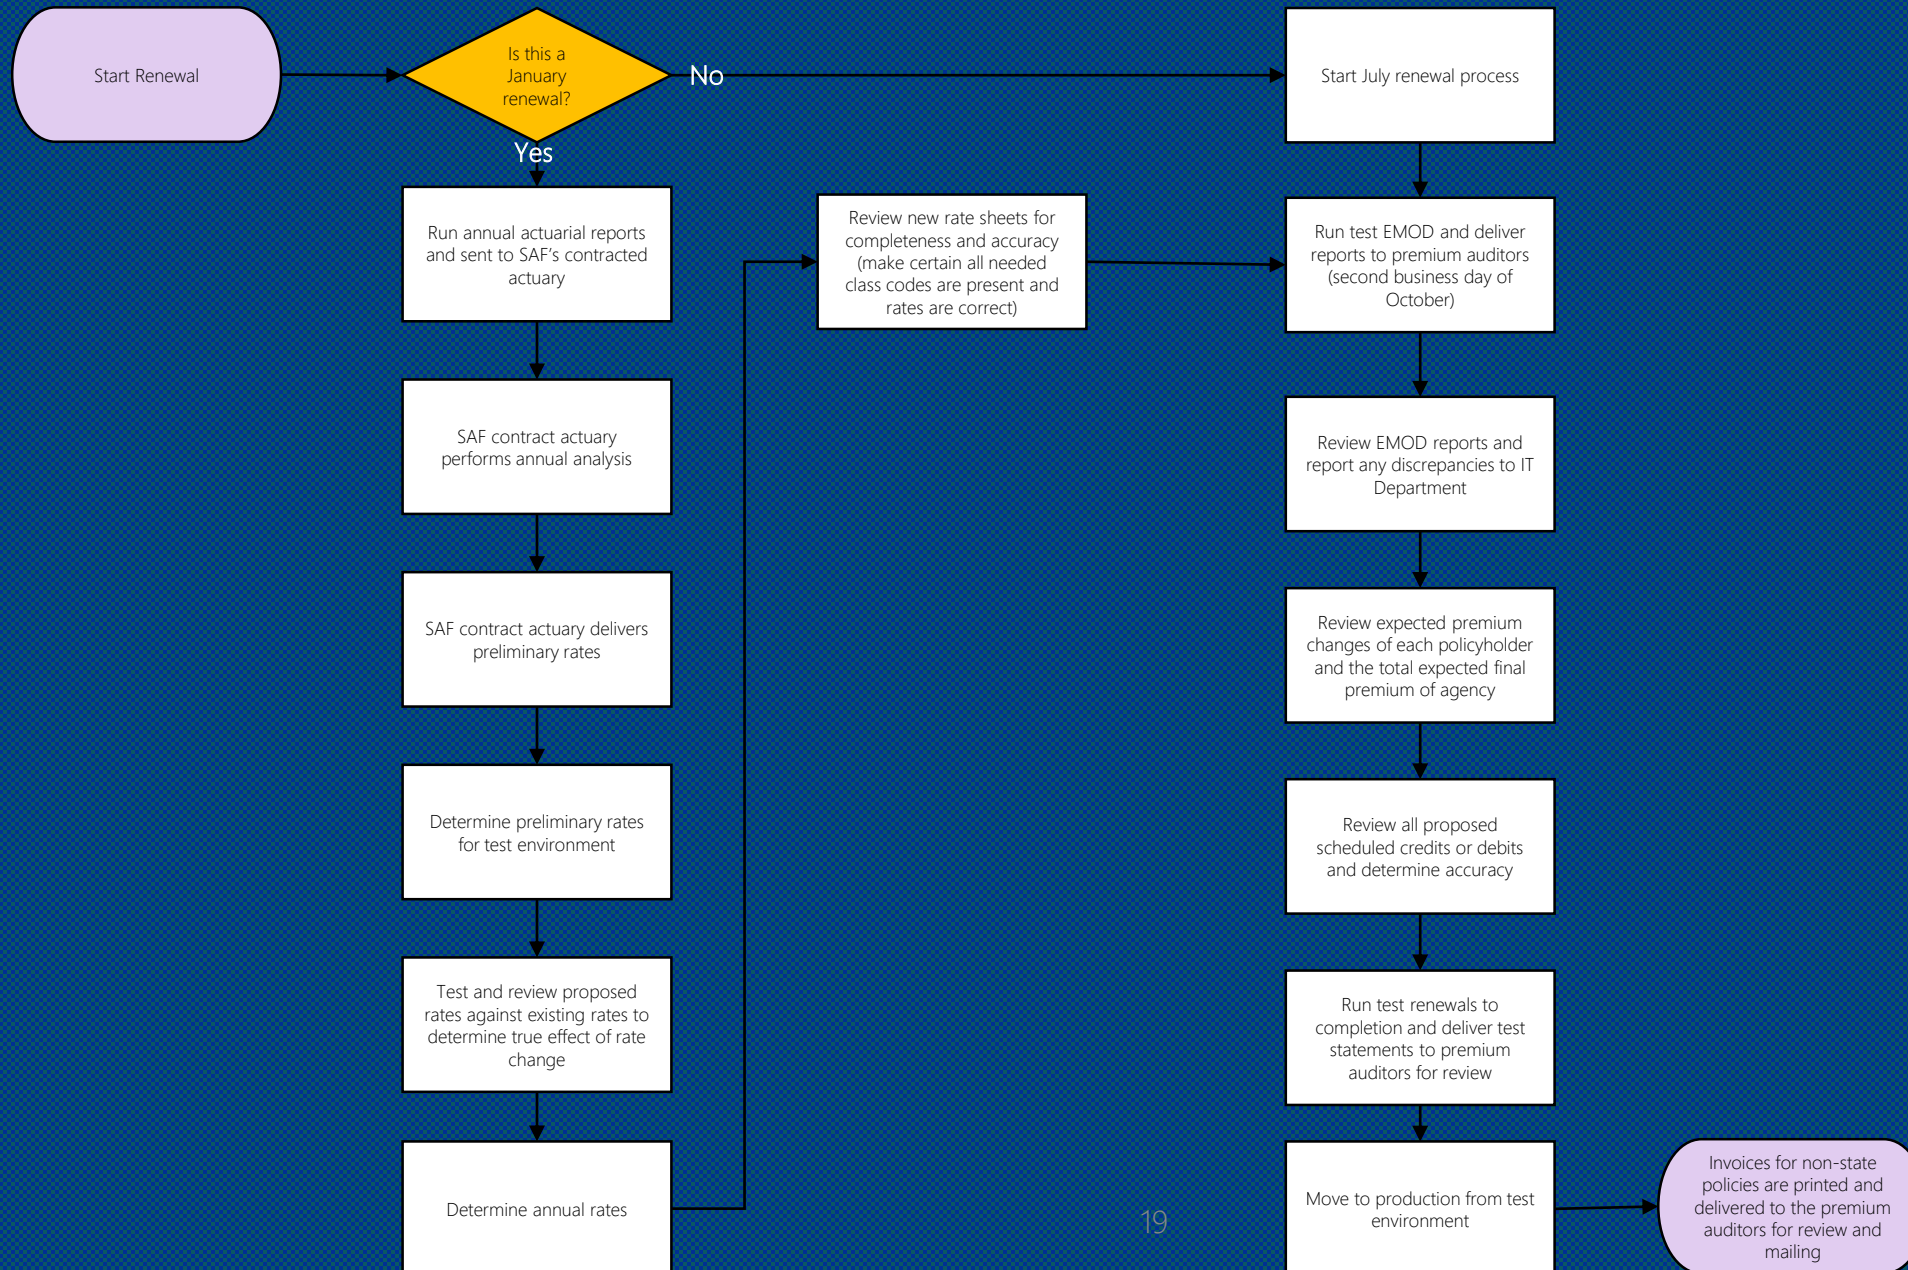 Start Renewal
Is this a
January
renewal?
No
Yes
Start July renewal process
Run annual actuarial reports
and sent to SAF's contracted
actuary
SAF contract actuary
performs annual analysis
SAF contract actuary delivers
preliminary rates
Determine preliminary rates
for test environment
Test and review proposed
rates against existing rates to
determine true effect of rate
change
Determine annual rates
Review new rate sheets for
completeness and accuracy
(make certain all needed
class codes are present and
rates are correct)
Run test EMOD and deliver
reports to premium auditors
(second business day of
October)
Review EMOD reports and
report any discrepancies to IT
Department
Review expected premium
changes of each policyholder
and the total expected final
premium of agency
Review all proposed
scheduled credits or debits
and determine accuracy
Run test renewals to
completion and deliver test
statements to premium
auditors for review
Move to production from test
environment
Invoices for non-state
policies are printed and
delivered to the premium
auditors for review and
mailing
19